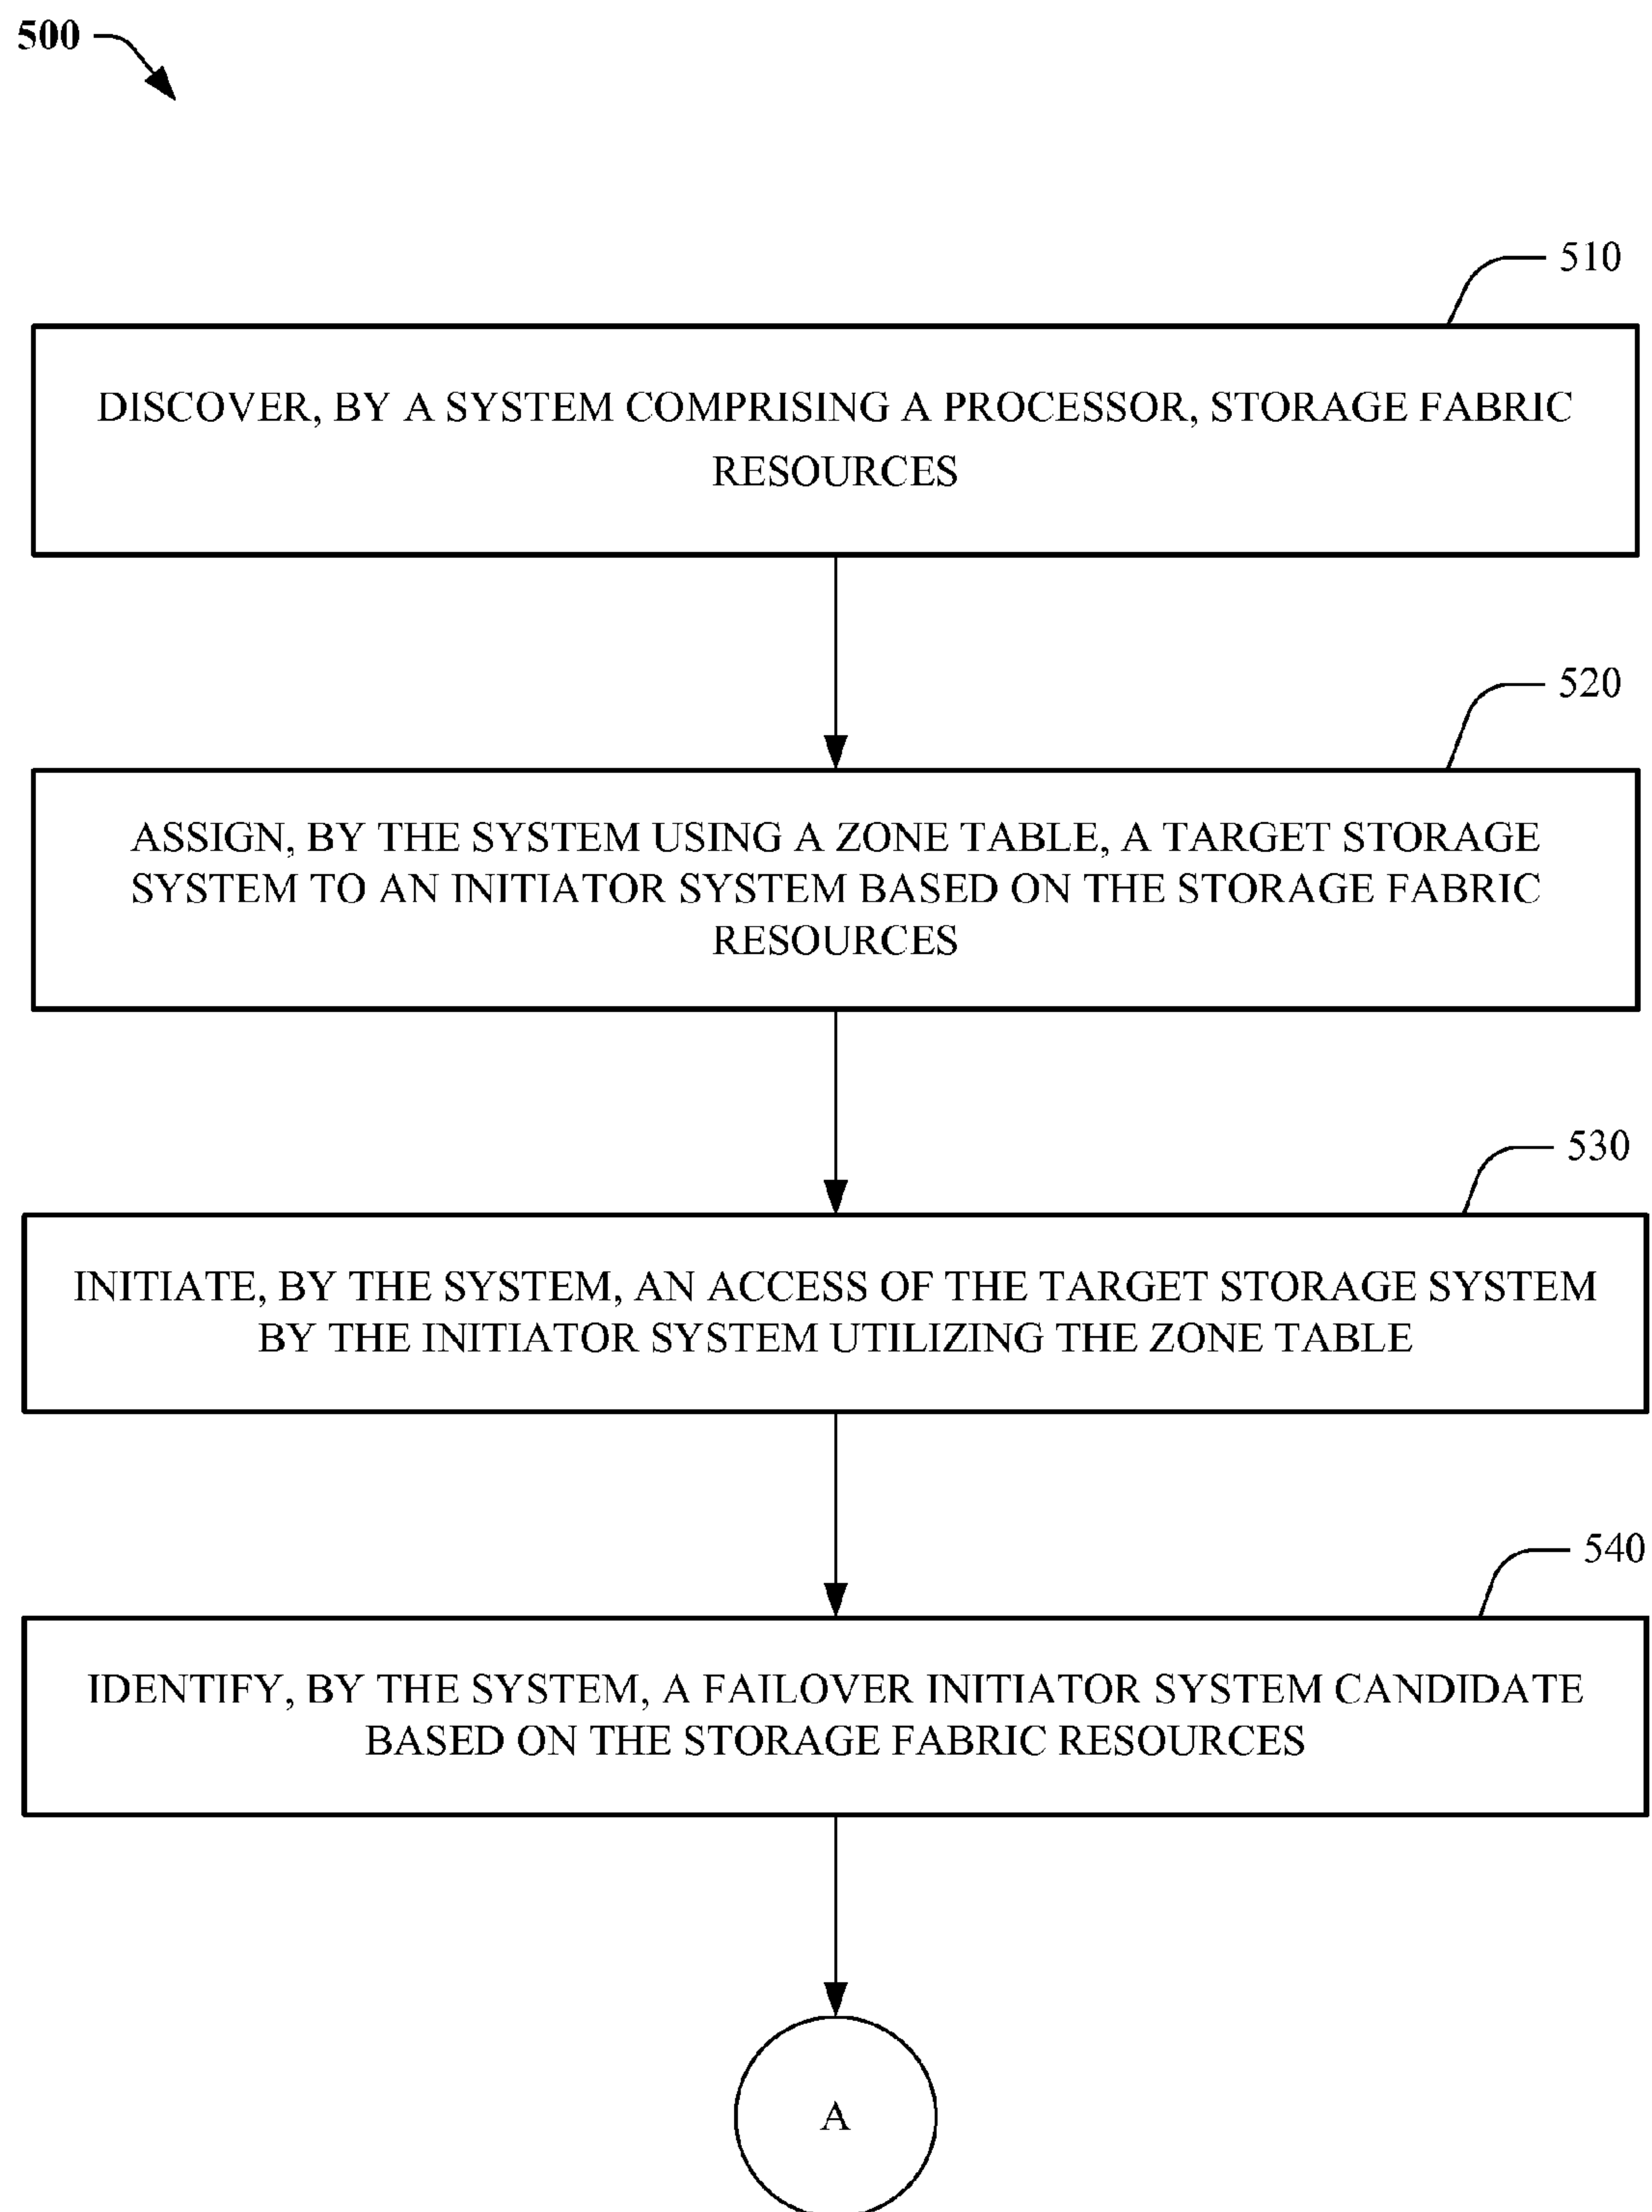 500
510
DISCOVER, BY A SYSTEM COMPRISING A PROCESSOR, STORAGE FABRIC
RESOURCES
520
ASSIGN, BY THE SYSTEM USING A ZONE TABLE, A TARGET STORAGE
SYSTEM TO AN INITIATOR SYSTEM BASED ON THE STORAGE FABRIC
RESOURCES
530
INITIATE, BY THE SYSTEM, AN ACCESS OF THE TARGET STORAGE SYSTEM
BY THE INITIATOR SYSTEM UTILIZING THE ZONE TABLE
540
IDENTIFY, BY THE SYSTEM, A FAILOVER INITIATOR SYSTEM CANDIDATE
BASED ON THE STORAGE FABRIC RESOURCES
A